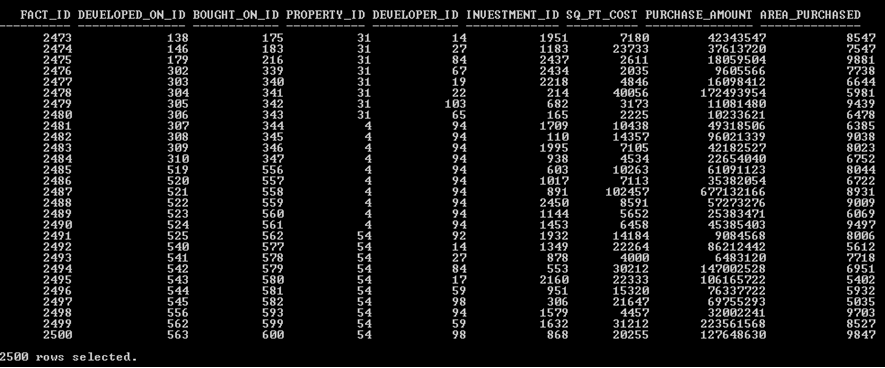 FACT_ID DEVELOPED_ON_ID BOUGHT_ON_ID PROPERTY_ID DEVELOPER_ID INVESTMENT_ID SQ_FT_COST PURCHASE_AMOUNT AREA_PURCHASED
2473 138 175 31 14 1951 7180 42343547 8547
2474 146 183 31 27 1183 23733 37613720 7547
2475 179 216 31 84 2437 2611 18059504 9881
2476 302 339 31 67 2434 2035 9605566 7738
2477 303 340 31 19 2218 4846 16098412 6644
2478 304 341 31 22 214 40056 172493954 5981
2479 305 342 31 103 682 3173 11081480 9439
2480 306 343 31 65 165 2225 10233621 6478
2481 307 344 4 94 1709 10438 49318506 6385
2482 308 345 4 94 110 14357 96021339 9038
2483 309 346 4 94 1995 7105 42182527 8023
2484 310 347 4 94 938 4534 22654040 6752
2485 519 556 4 94 603 10263 61091123 8044
2486 520 557 4 94 1017 7113 35382054 6722
2487 521 558 4 94 891 102457 677132166 8931
2488 522 559 4 94 2450 8591 57273276 9009
2489 523 560 4 94 1144 5652 25383471 6069
2490 524 561 4 94 1453 6458 45385403 9497
2491 525 562 54 92 1932 14184 9084568 8006
2492 540 577 54 14 1349 22264 86212442 5612
2493 541 578 54 27 878 4000 6483120 7718
2494 542 579 54 84 553 30212 147002528 6951
2495 543 580 54 17 2160 22333 106165722 5402
2496 544 581 54 59 951 15320 76337722 5932
2497 545 582 54 98 306 21647 69755293 5035
2498 556 593 54 94 1579 4457 32002241 9703
2499 562 599 54 59 1632 31212 223561568 8527
2500 563 600 54 98 868 20255 127648630 9847
2500 rows selected.